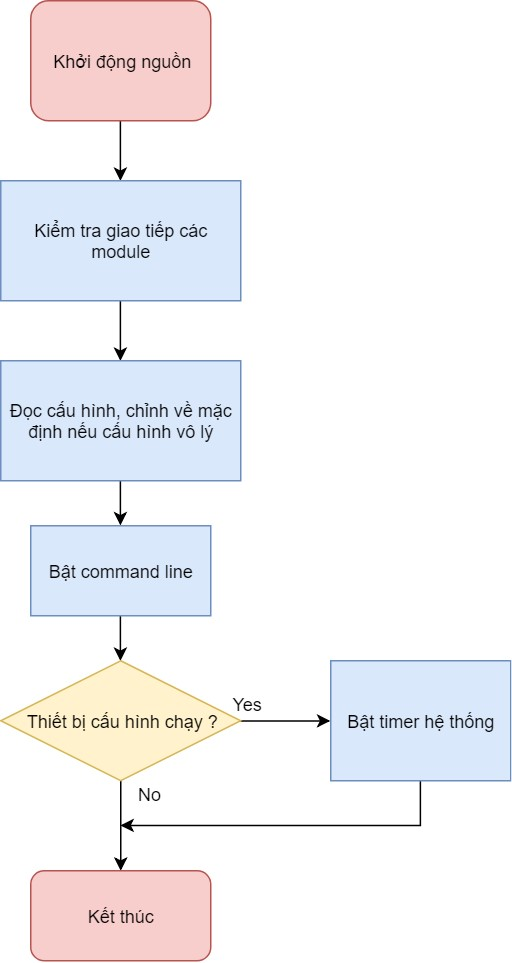 Khởi động nguồn
Kiểm tra giao tiếp các
module
Đọc cấu hình, chỉnh về mặc
định nếu cấu hình vô lý
Bật command line
Thiết bị cấu hình chạy ?
Yes
Bật timer hệ thống
No
Kết thúc